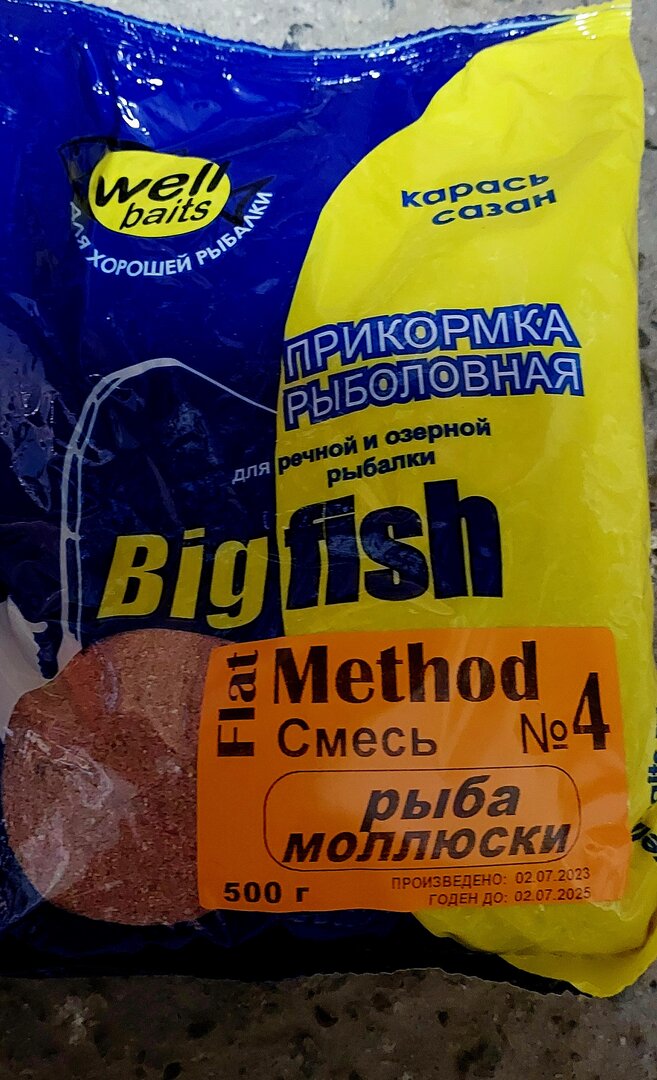 well
baits
ДЛЯ ХОРОШЕЙ РЫБАЛКИ
карась
сазан
ПРИКОРМКА
РЫБОЛОВНАЯ
для речной и озерной
рыбалки
Big fish
Flat
Method
Смесь №4
рыба
моллюски
500 г
ПРОИЗВЕДЕНО: 02.07.2023
ГОДЕН ДО: 02.07.2025